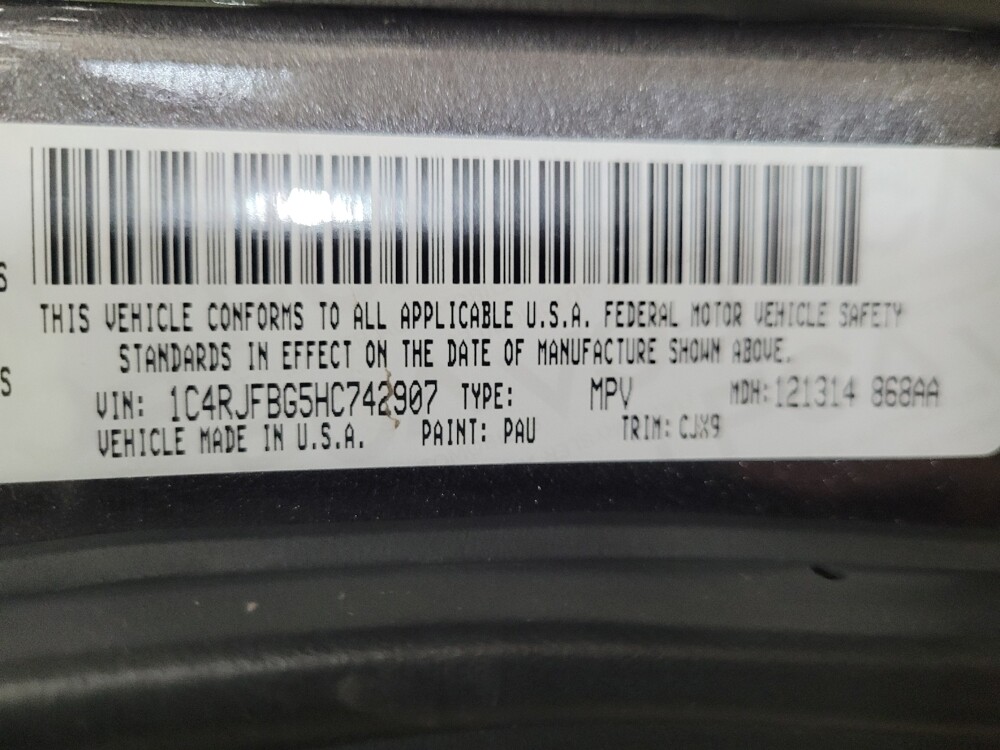 S
THIS VEHICLE CONFORMS TO ALL APPLICABLE U.S.A. FEDERAL MOTOR VEHICLE SAFETY
STANDARDS IN EFFECT ON THE DATE OF MANUFACTURE SHOWN ABOVE.
S
VIN: 1C4RJFBG5HC742907 TYPE: MPV MDH: 121314 868AA
VEHICLE MADE IN U.S.A. PAINT: PAU TRIM: CJX9